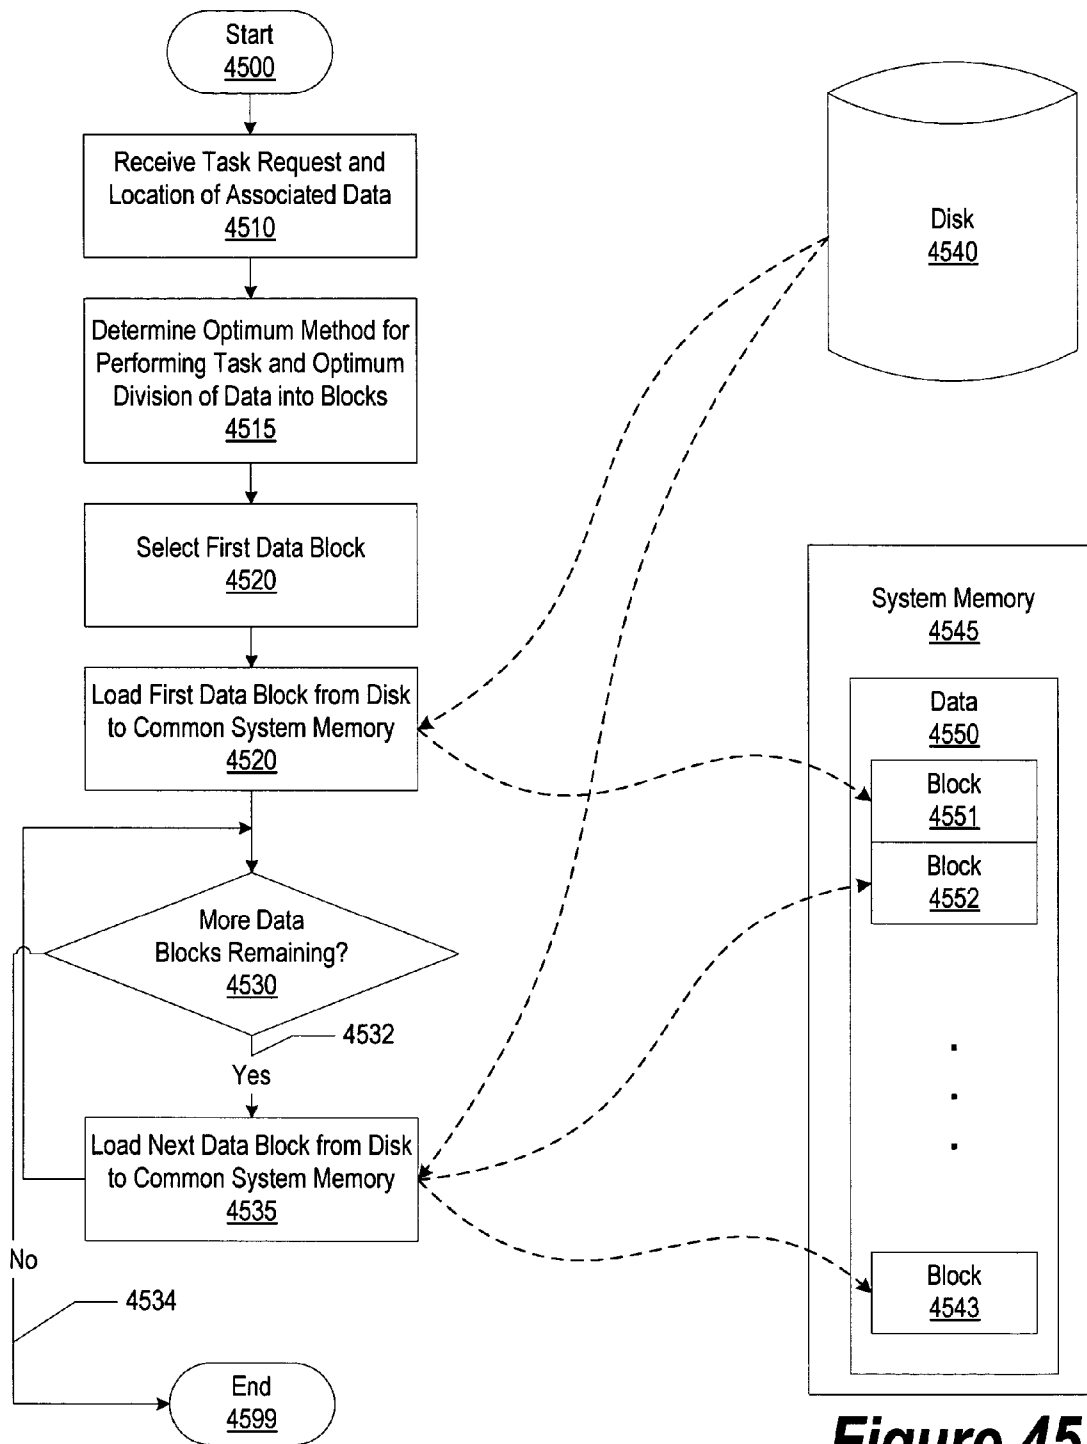 Start
4500
Receive Task Request and
Location of Associated Data
4510
Determine Optimum Method for
Performing Task and Optimum
Division of Data into Blocks
4515
Select First Data Block
4520
Load First Data Block from Disk
to Common System Memory
4520
More Data
Blocks Remaining?
4530
4532
Yes
Load Next Data Block from Disk
to Common System Memory
4535
No
4534
End
4599
Disk
4540
System Memory
4545
Data
4550
Block
4551
Block
4552
Block
4543
Figure 45